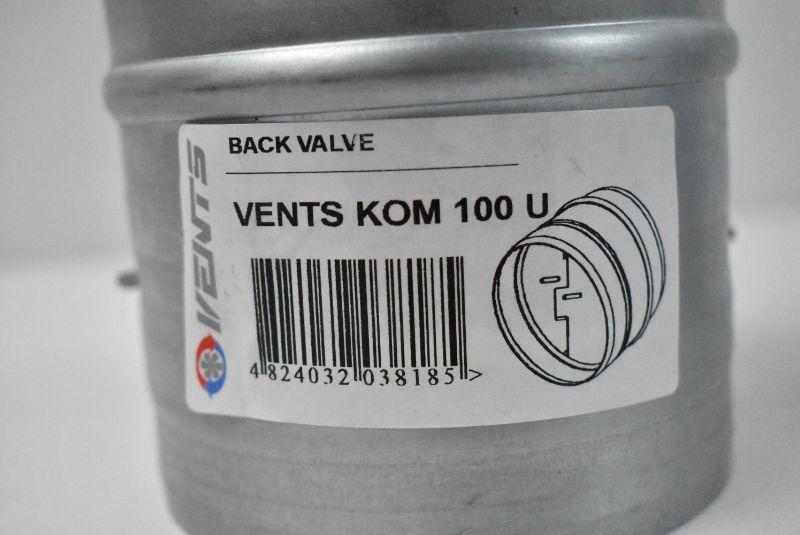 BACK VALVE
VENTS KOM 100 U
VENTS
4 824032 038185 >